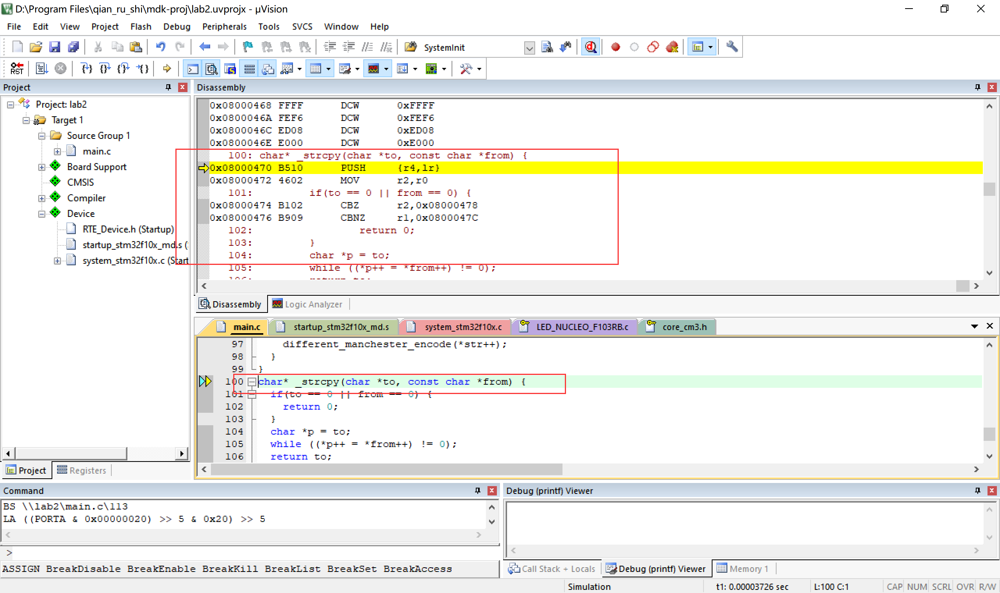 D:\Program Files\qian_ru_shi\mdk-proj\lab2.uvprojx - µVision
File Edit View Project Flash Debug Peripherals Tools SVCS Window Help
SystemInit
RST
Project
Disassembly
Project: lab2
Target 1
Source Group 1
main.c
Board Support
CMSIS
Compiler
Device
RTE_Device.h (Startup)
startup_stm32f10x_md.s (
system_stm32f10x.c (Start
0x08000468 FFFF DCW 0xFFFF
0x0800046A FEF6 DCW 0xFEF6
0x0800046C ED08 DCW 0xED08
0x0800046E E000 DCW 0xE000
100: char* _strcpy(char *to, const char *from) {
0x08000470 B510 PUSH {r4,lr}
0x08000472 4602 MOV r2,r0
101: if(to == 0 || from == 0) {
0x08000474 B102 CBZ r2,0x08000478
0x08000476 B909 CBNZ r1,0x0800047C
102: return 0;
103: }
104: char *p = to;
105: while ((*p++ = *from++) != 0);
Disassembly Logic Analyzer
main.c startup_stm32f10x_md.s system_stm32f10x.c LED_NUCLEO_F103RB.c core_cm3.h
97 different_manchester_encode(*str++);
98 }
99 }
100 char* _strcpy(char *to, const char *from) {
101 if(to == 0 || from == 0) {
102 return 0;
103 }
104 char *p = to;
105 while ((*p++ = *from++) != 0);
106 return to;
Project Registers
Command
BS \\lab2\main.c\113
LA ((PORTA & 0x00000020) >> 5 & 0x20) >> 5
>
ASSIGN BreakDisable BreakEnable BreakKill BreakList BreakSet BreakAccess
Debug (printf) Viewer
Call Stack + Locals Debug (printf) Viewer Memory 1
Simulation t1: 0.00003726 sec L:100 C:1 CAP NUM SCRL OVR R/W